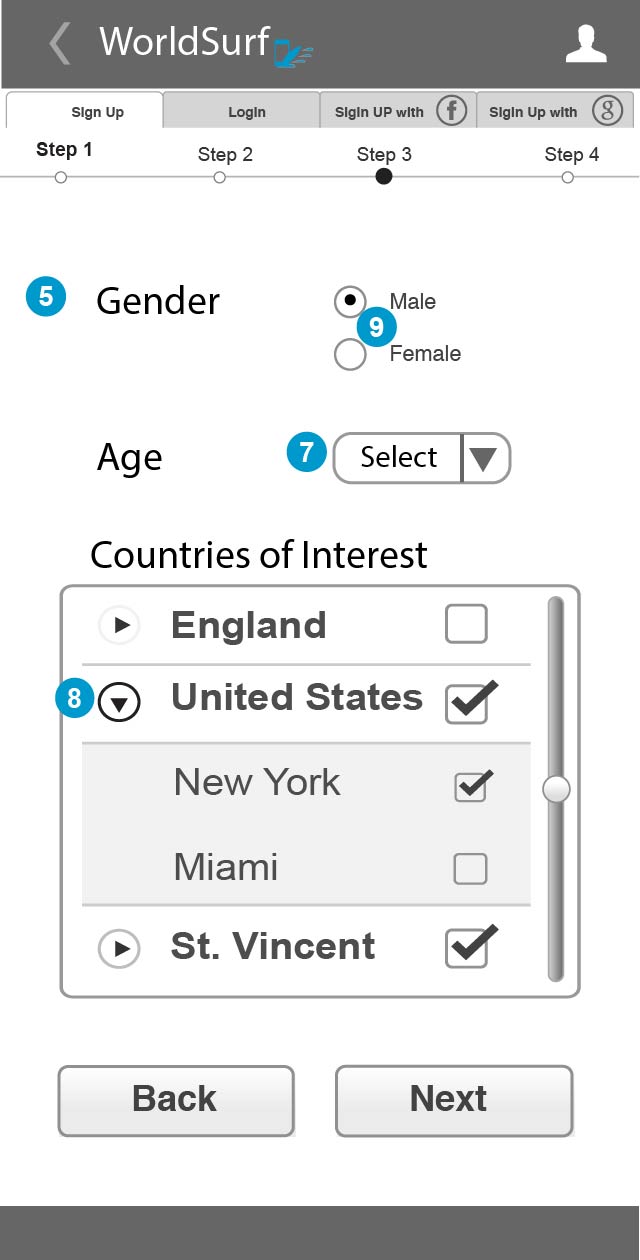 WorldSurf
Sign Up Login Sigin UP with f Sigin Up with g
Step 1 Step 2 Step 3 Step 4
5 Gender Male
9
Female
Age 7 Select
Countries of Interest
England
8 United States
New York
Miami
St. Vincent
Back Next